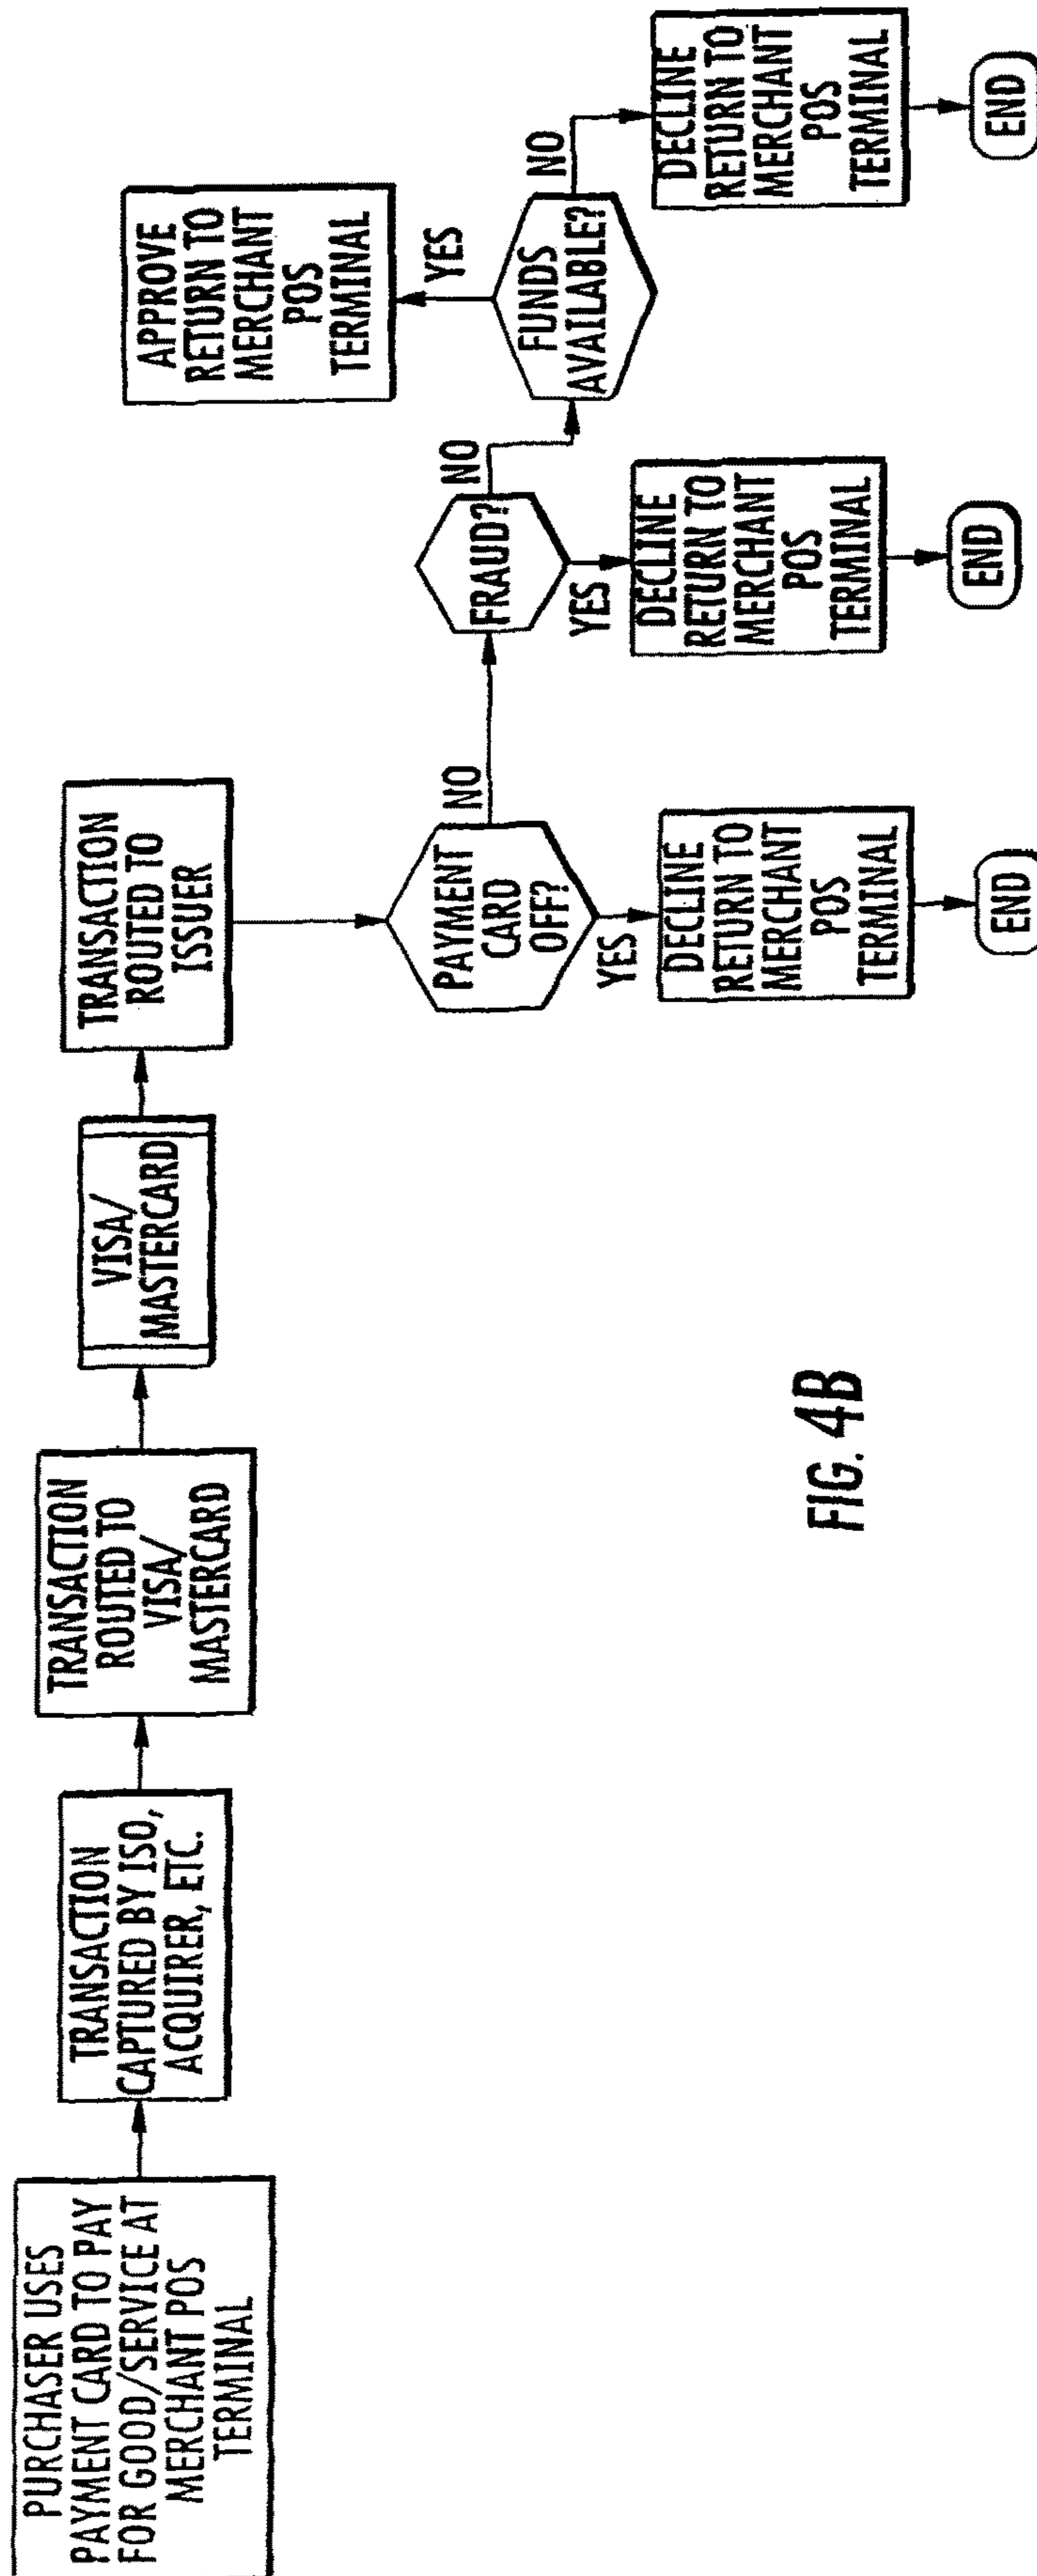 PURCHASER USES
PAYMENT CARD TO PAY
FOR GOOD/SERVICE AT
MERCHANT POS
TERMINAL
TRANSACTION
CAPTURED BY ISO,
ACQUIRER, ETC.
TRANSACTION
ROUTED TO
VISA/
MASTERCARD
VISA/
MASTERCARD
TRANSACTION
ROUTED TO
ISSUER
PAYMENT
CARD
OFF?
NO
YES
DECLINE
RETURN TO
MERCHANT
POS
TERMINAL
END
FRAUD?
NO
YES
DECLINE
RETURN TO
MERCHANT
POS
TERMINAL
END
FUNDS
AVAILABLE?
YES
APPROVE
RETURN TO
MERCHANT
POS
TERMINAL
NO
DECLINE
RETURN TO
MERCHANT
POS
TERMINAL
END
FIG. 4B